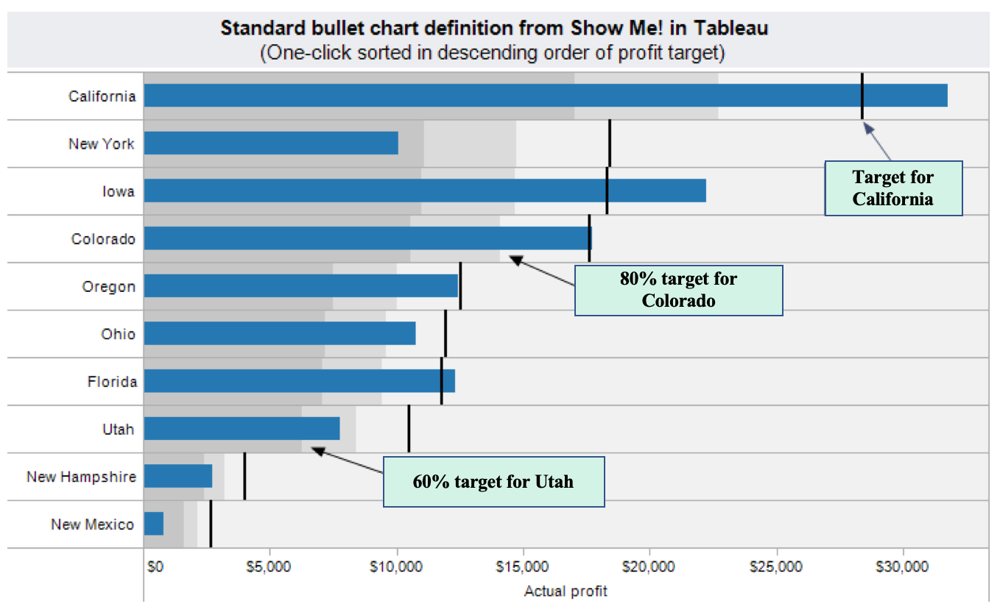 Standard bullet chart definition from Show Me! in Tableau
(One-click sorted in descending order of profit target)
California
New York
Iowa
Colorado
Oregon
Ohio
Florida
Utah
New Hampshire
New Mexico
Target for
California
80% target for
Colorado
60% target for Utah
$0
$5,000
$10,000
$15,000
$20,000
$25,000
$30,000
Actual profit